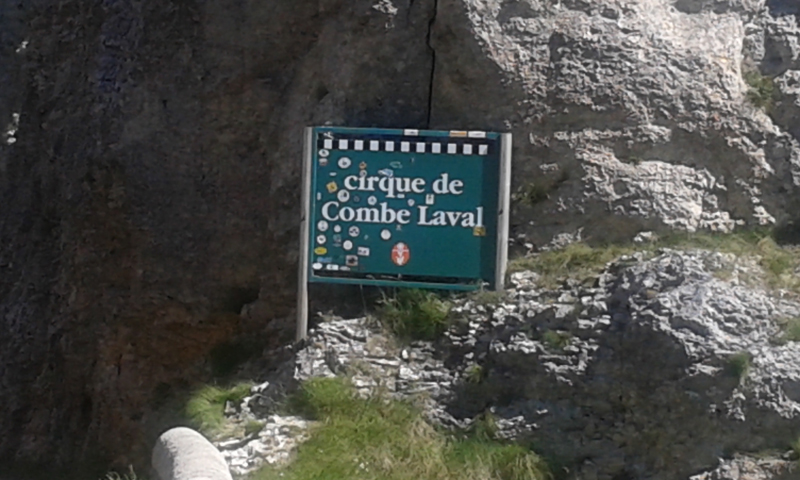 cirque de
Combe Laval